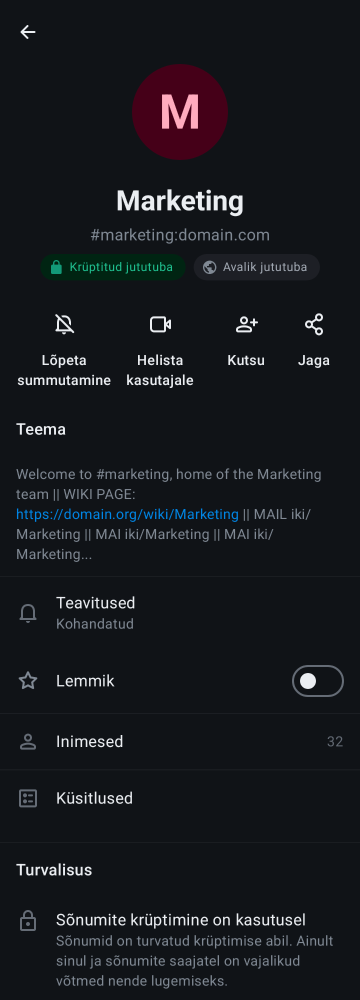 M
Marketing
#marketing:domain.com
Krüptitud jututuba
Avalik jututuba
Lõpeta
summutamine
Helista
kasutajale
Kutsu
Jaga
Teema
Welcome to #marketing, home of the Marketing
team || WIKI PAGE:
https://domain.org/wiki/Marketing || MAIL iki/
Marketing || MAI iki/Marketing || MAI iki/
Marketing...
Teavitused
Kohandatud
Lemmik
Inimesed 32
Küsitlused
Turvalisus
Sõnumite krüptimine on kasutusel
Sõnumid on turvatud krüptimise abil. Ainult
sinul ja sõnumite saajatel on vajalikud
võtmed nende lugemiseks.